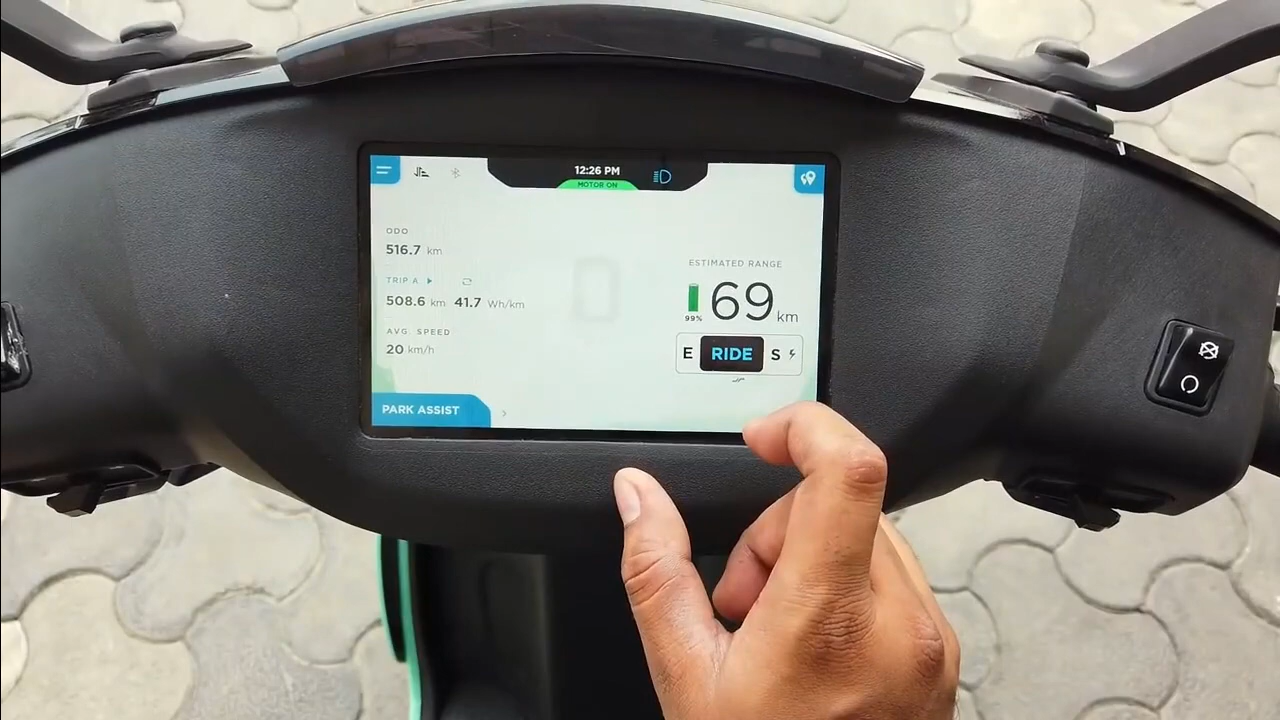 12:26 PM
MOTOR ON
ODO
516.7 km
TRIP A
508.6 km 41.7 Wh/km
AVG. SPEED
20 km/h
ESTIMATED RANGE
69 km
99%
E RIDE S
PARK ASSIST